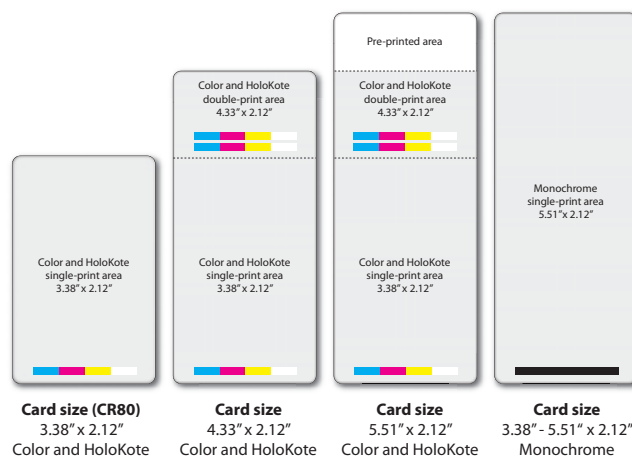 Color and HoloKote
single-print area
3.38” x 2.12”
Card size (CR80)
3.38” x 2.12”
Color and HoloKote
Color and HoloKote
double-print area
4.33” x 2.12”
Color and HoloKote
single-print area
3.38” x 2.12”
Card size
4.33” x 2.12”
Color and HoloKote
Pre-printed area
Color and HoloKote
double-print area
4.33” x 2.12”
Color and HoloKote
single-print area
3.38” x 2.12”
Card size
5.51” x 2.12”
Color and HoloKote
Monochrome
single-print area
5.51”x 2.12”
Card size
3.38” - 5.51“ x 2.12”
Monochrome